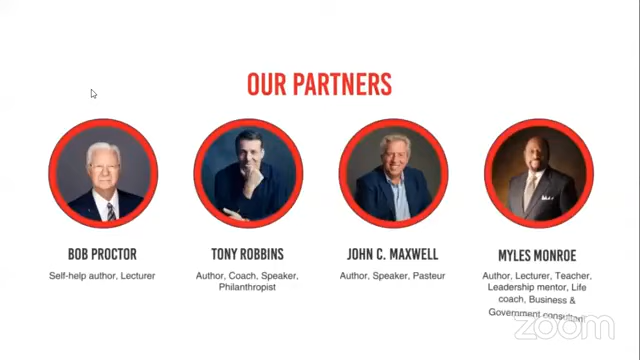 OUR PARTNERS
BOB PROCTOR
Self-help author, Lecturer
TONY ROBBINS
Author, Coach, Speaker,
Philanthropist
JOHN C. MAXWELL
Author, Speaker, Pasteur
MYLES MONROE
Author, Lecturer, Teacher,
Leadership mentor, Life
coach, Business &
Government consultant
zoom